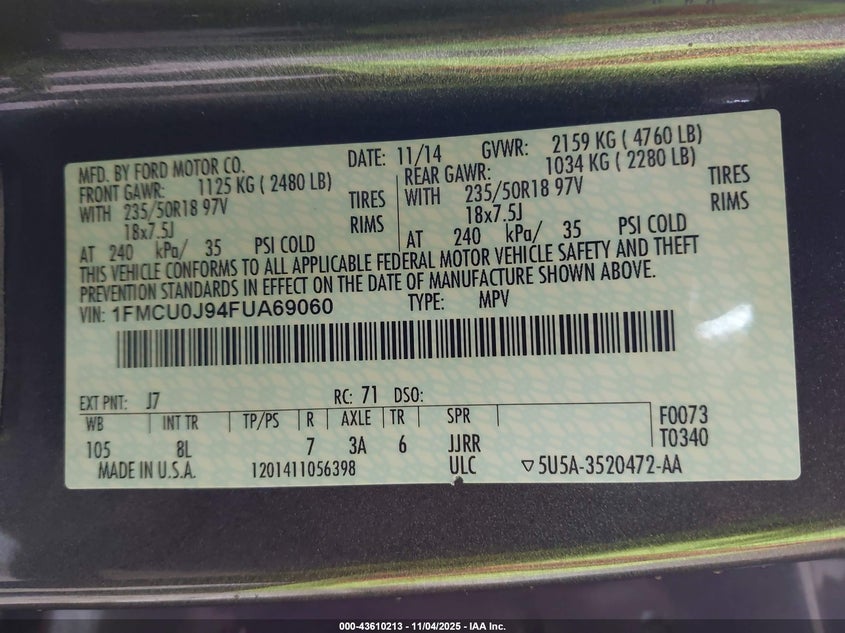 MFD. BY FORD MOTOR CO. DATE: 11/14 GVWR: 2159 KG ( 4760 LB)
FRONT GAWR: 1125 KG ( 2480 LB) REAR GAWR: 1034 KG ( 2280 LB)
WITH 235/50R18 97V TIRES WITH 235/50R18 97V TIRES
18x7.5J RIMS 18x7.5J RIMS
AT 240 kPa/ 35 PSI COLD AT 240 kPa/ 35 PSI COLD
THIS VEHICLE CONFORMS TO ALL APPLICABLE FEDERAL MOTOR VEHICLE SAFETY AND THEFT
PREVENTION STANDARDS IN EFFECT ON THE DATE OF MANUFACTURE SHOWN ABOVE.
VIN: 1FMCU0J94FUA69060 TYPE: MPV
EXT PNT: J7 RC: 71 DSO:
WB INT TR TP/PS R AXLE TR SPR F0073
105 8L 7 3A 6 JJRR T0340
MADE IN U.S.A. 1201411056398 ULC ▽5U5A-3520472-AA
000-43610213 - 11/04/2025 - IAA Inc.